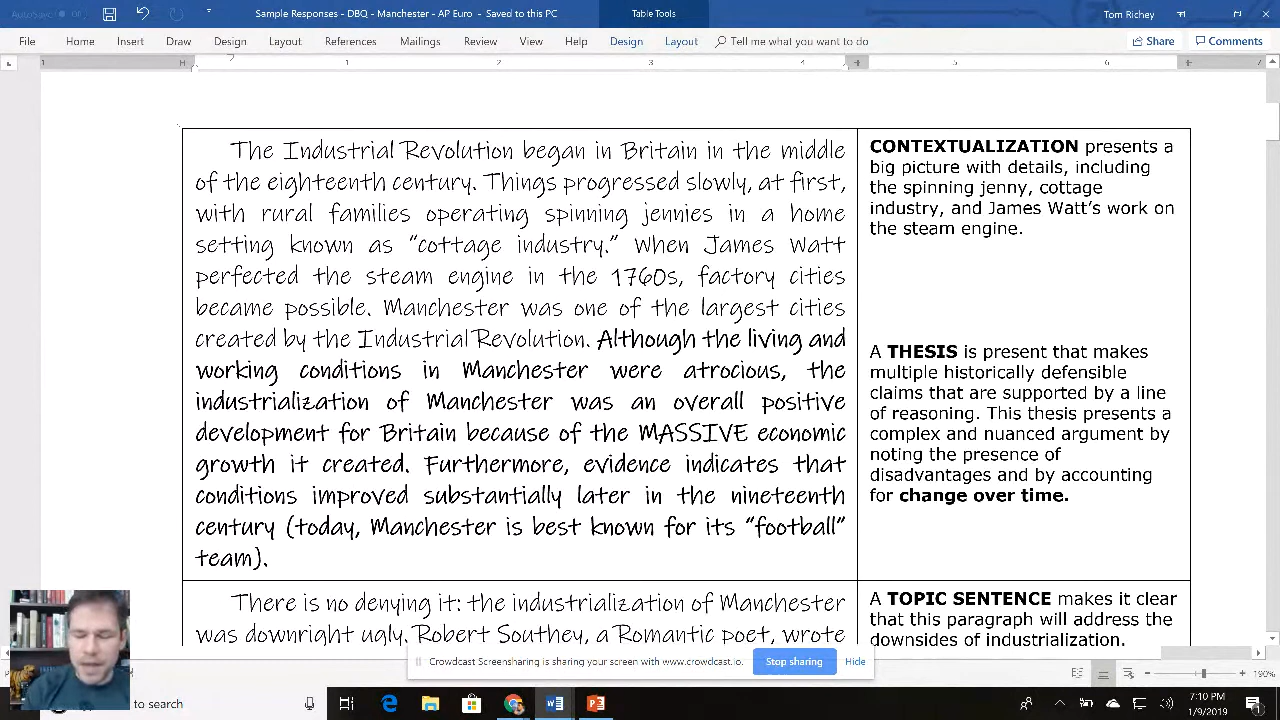 AutoSave
Off
Sample Responses - DBQ - Manchester - AP Euro - Saved to this PC
Table Tools
Tom Richey
File Home Insert Draw Design Layout References Mailings Review View Help Design Layout Tell me what you want to do Share Comments
1 1 2 3 4 5 6 7
The Industrial Revolution began in Britain in the middle
of the eighteenth century. Things progressed slowly, at first,
with rural families operating spinning jennies in a home
setting known as “cottage industry.” When James Watt
perfected the steam engine in the 1760s, factory cities
became possible. Manchester was one of the largest cities
created by the Industrial Revolution. Although the living and
working conditions in Manchester were atrocious, the
industrialization of Manchester was an overall positive
development for Britain because of the MASSIVE economic
growth it created. Furthermore, evidence indicates that
conditions improved substantially later in the nineteenth
century (today, Manchester is best known for its “football”
team).
CONTEXTUALIZATION presents a
big picture with details, including
the spinning jenny, cottage
industry, and James Watt’s work on
the steam engine.
A THESIS is present that makes
multiple historically defensible
claims that are supported by a line
of reasoning. This thesis presents a
complex and nuanced argument by
noting the presence of
disadvantages and by accounting
for change over time.
There is no denying it: the industrialization of Manchester
was downright ugly. Robert Southey, a Romantic poet, wrote
A TOPIC SENTENCE makes it clear
that this paragraph will address the
downsides of industrialization.
Crowdcast Screensharing is sharing your screen with www.crowdcast.
Stop sharing
Hide
190%
to search
7:10 PM
1/9/2019